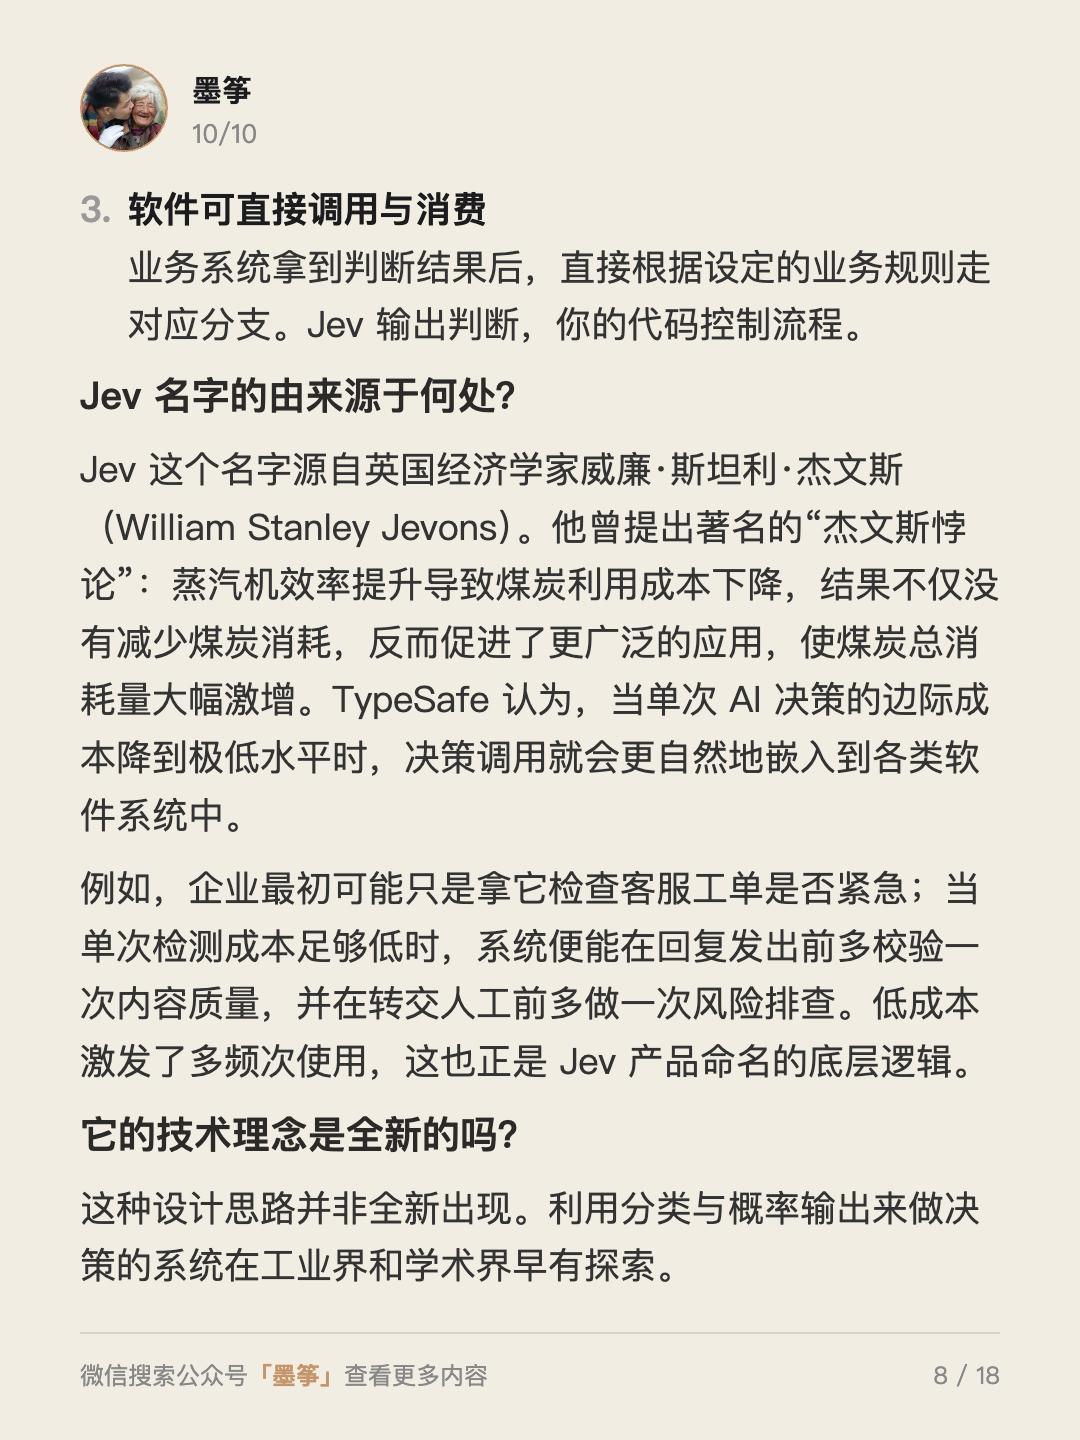 墨筝
10/10
3. 软件可直接调用与消费
业务系统拿到判断结果后，直接根据设定的业务规则走
对应分支。Jev 输出判断，你的代码控制流程。
Jev 名字的由来源于何处？
Jev 这个名字源自英国经济学家威廉·斯坦利·杰文斯
（William Stanley Jevons）。他曾提出著名的“杰文斯悖
论”：蒸汽机效率提升导致煤炭利用成本下降，结果不仅没
有减少煤炭消耗，反而促进了更广泛的应用，使煤炭总消
耗量大幅激增。TypeSafe 认为，当单次 AI 决策的边际成
本降到极低水平时，决策调用就会更自然地嵌入到各类软
件系统中。
例如，企业最初可能只是拿它检查客服工单是否紧急；当
单次检测成本足够低时，系统便能在回复发出前多校验一
次内容质量，并在转交人工前多做一次风险排查。低成本
激发了多频次使用，这也正是 Jev 产品命名的底层逻辑。
它的技术理念是全新的吗？
这种设计思路并非全新出现。利用分类与概率输出来做决
策的系统在工业界和学术界早有探索。
微信搜索公众号「墨筝」查看更多内容
8 / 18